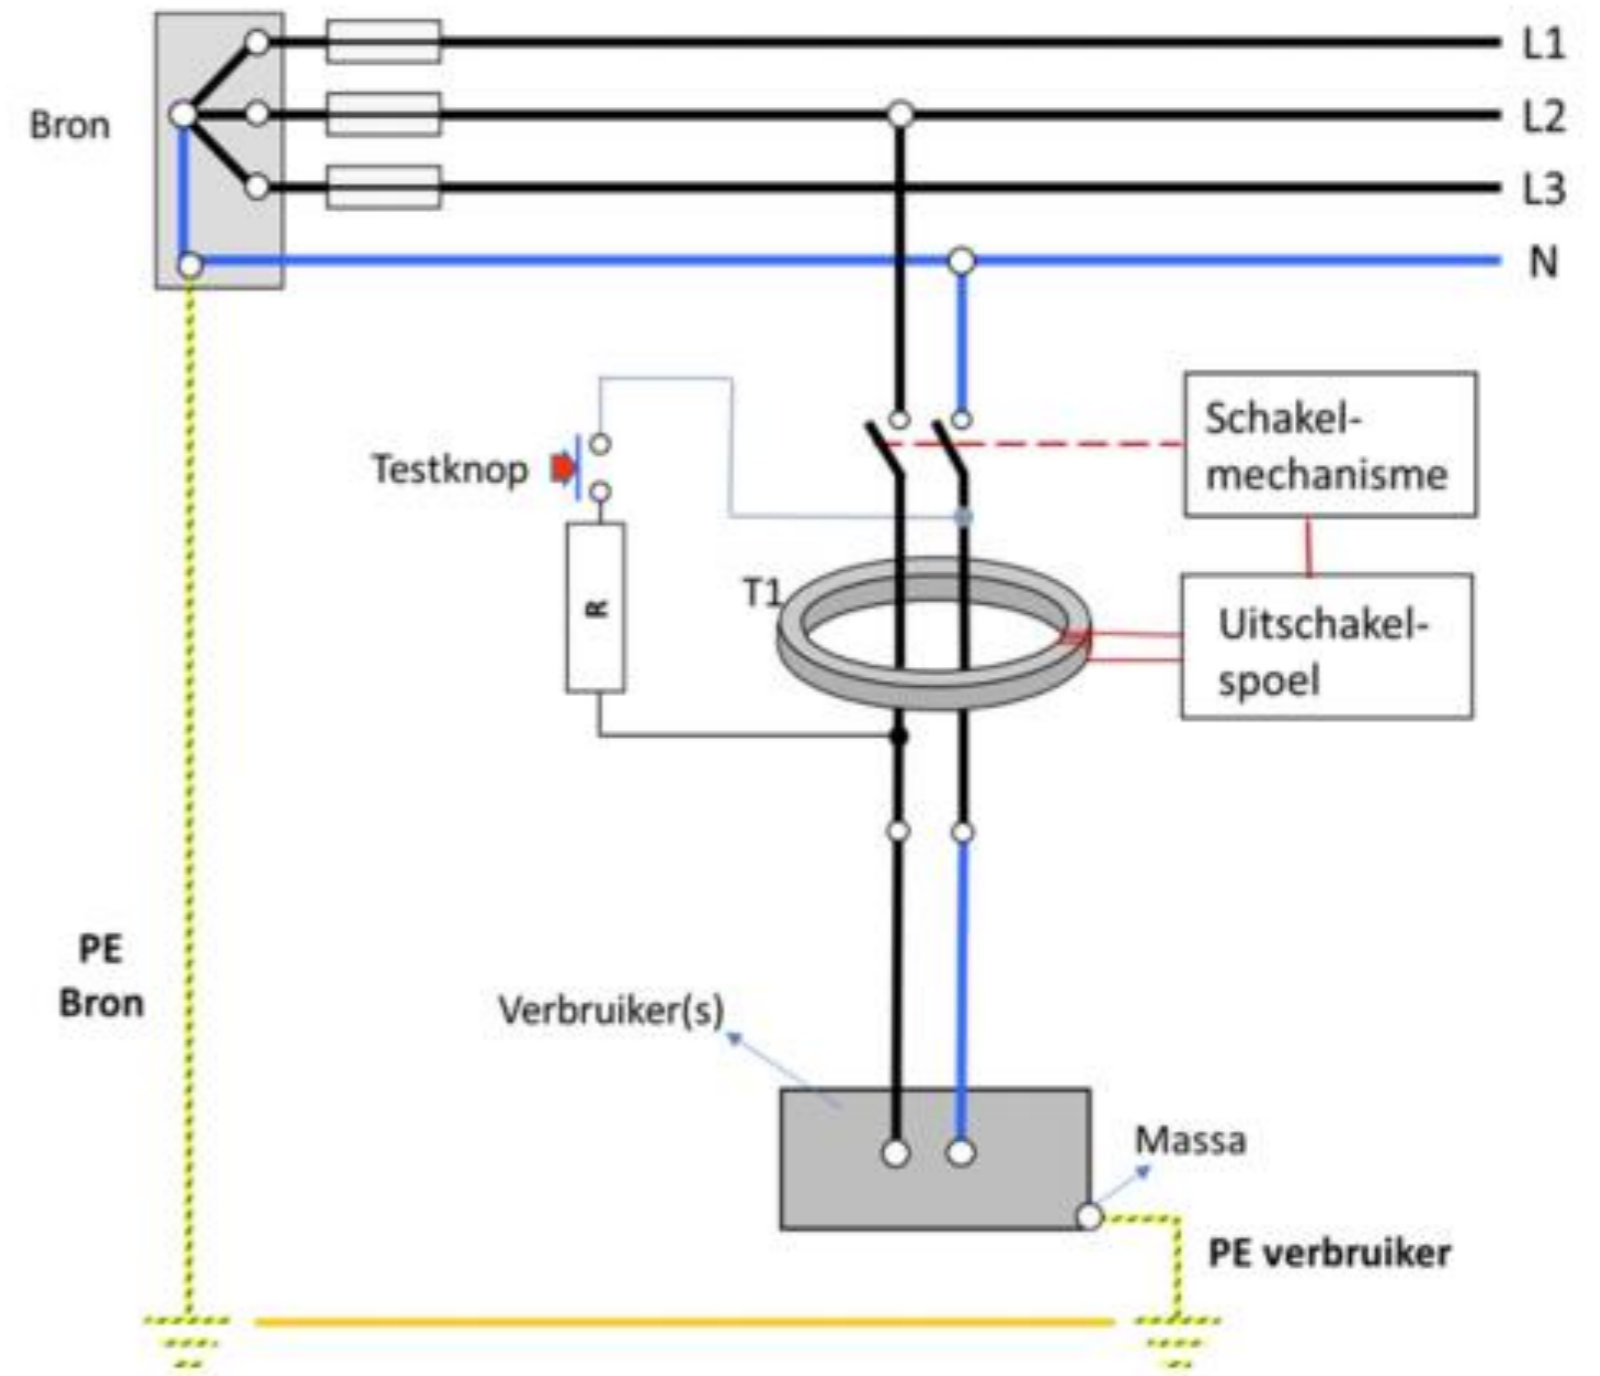 L1
Bron
L2
L3
N
Schakel-
mechanisme
Testknop
T1
R
Uitschakel-
spoel
PE
Bron
Verbruiker(s)
Massa
PE verbruiker